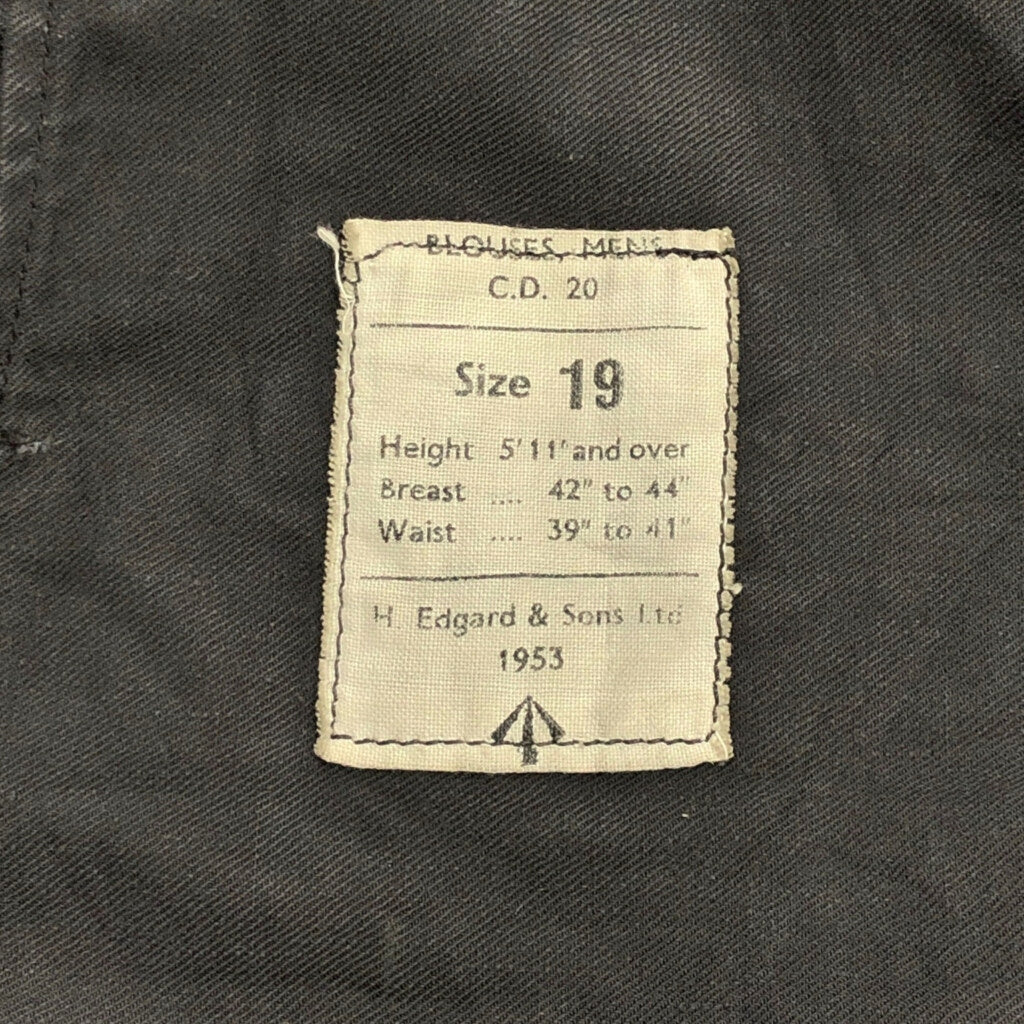 BLOUSES, MEN'S
C.D. 20
Size 19
Height 5'11' and over
Breast .... 42" to 44"
Waist .... 39" to 41"
H. Edgard & Sons Ltd
1953